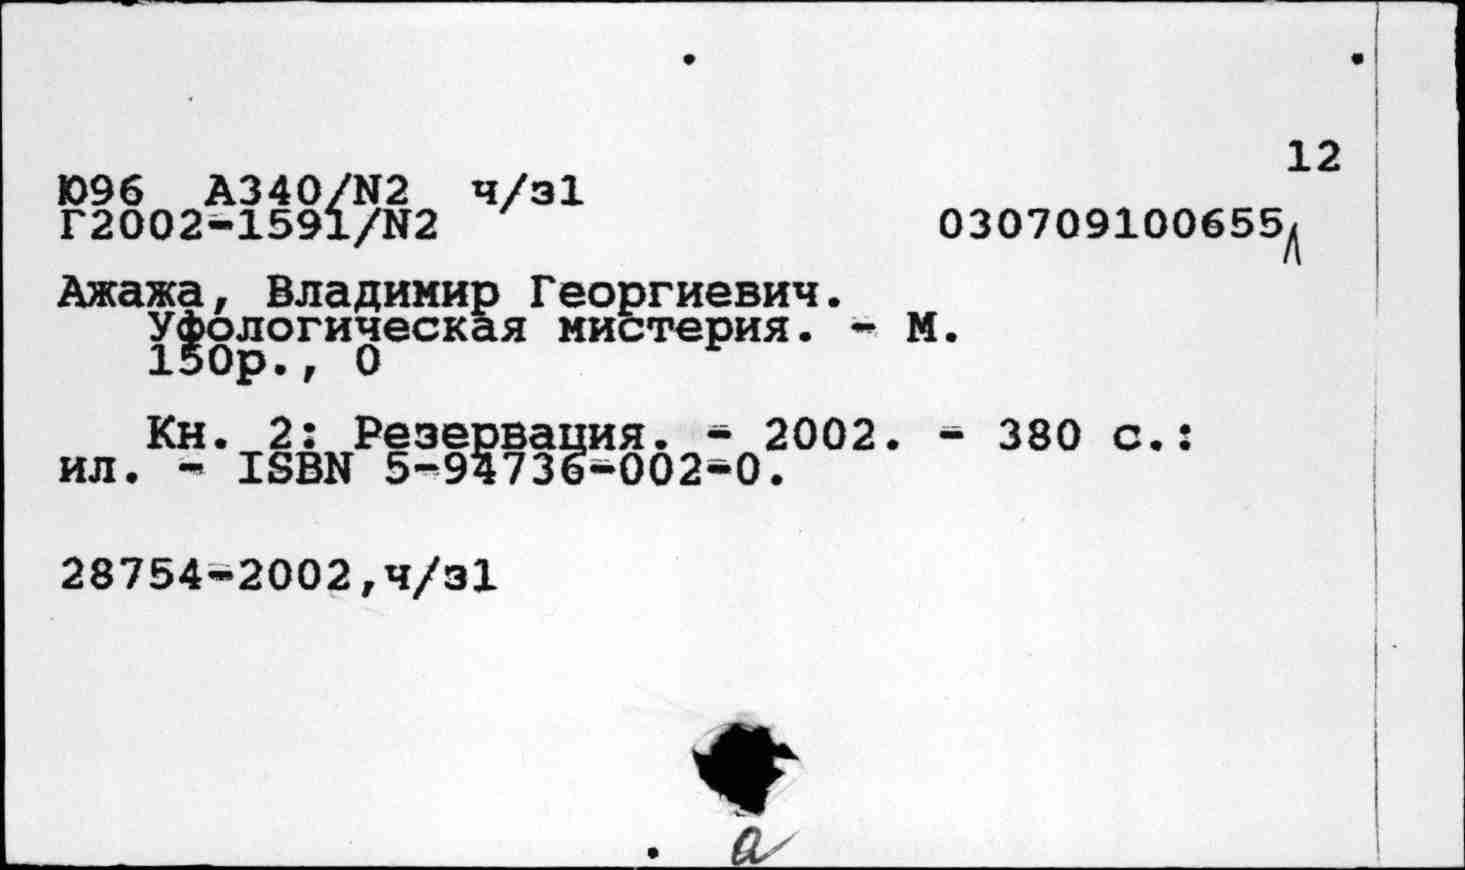 12
Ю96 А340/N2 ч/з1
Г2002-1591/N2 030709100655д
Ажажа, Владимир Георгиевич.
Уфологическая мистерия. - М.
150р., 0
Кн. 2: Резервация. - 2002. - 380 с.:
ил. - ISBN 5-94736-002-0.
28754-2002,ч/з1
а